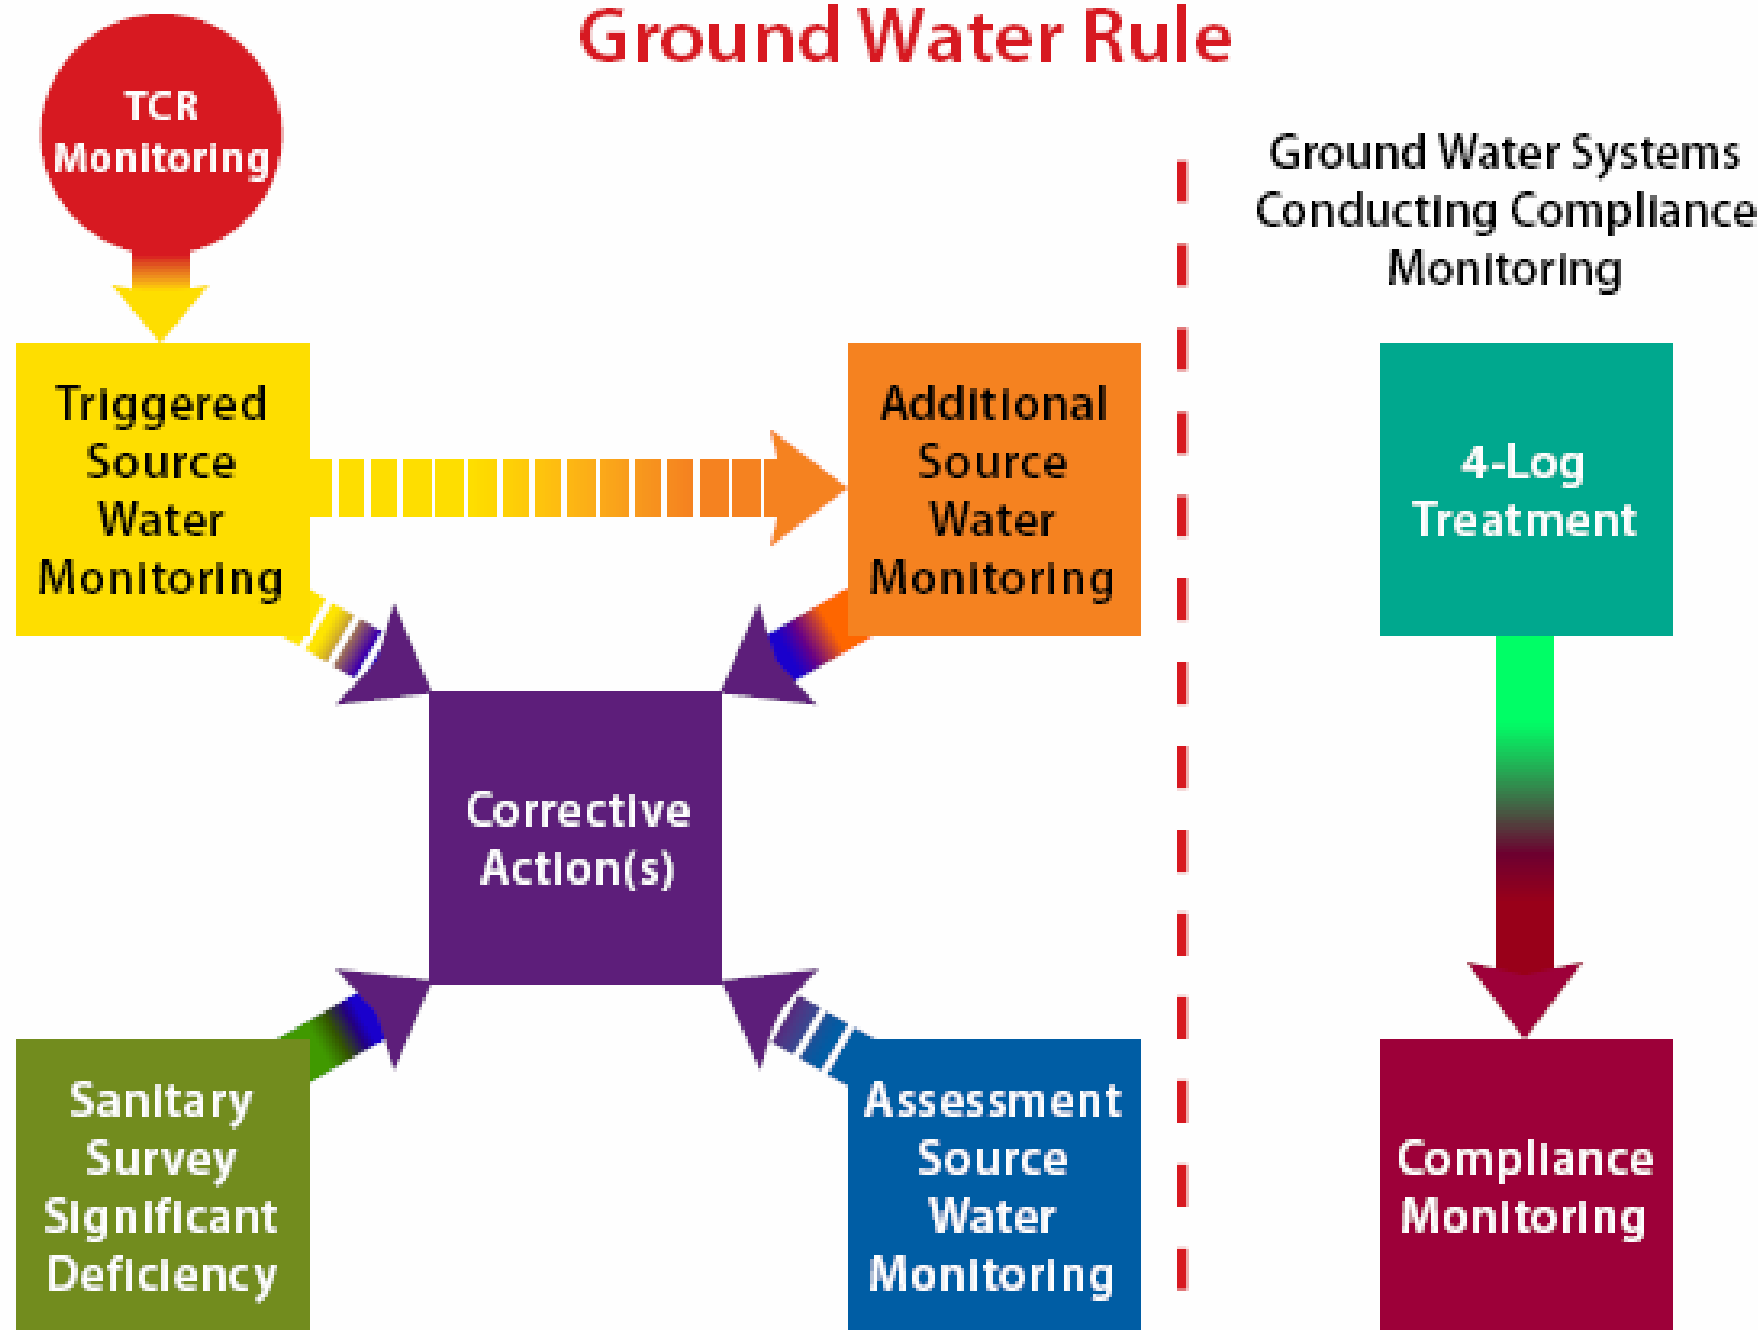 Ground Water Rule
TCR
Monitoring
Ground Water Systems
Conducting Compliance
Monitoring
Triggered
Source
Water
Monitoring
Additional
Source
Water
Monitoring
4-Log
Treatment
Corrective
Action(s)
Sanitary
Survey
Significant
Deficiency
Assessment
Source
Water
Monitoring
Compliance
Monitoring